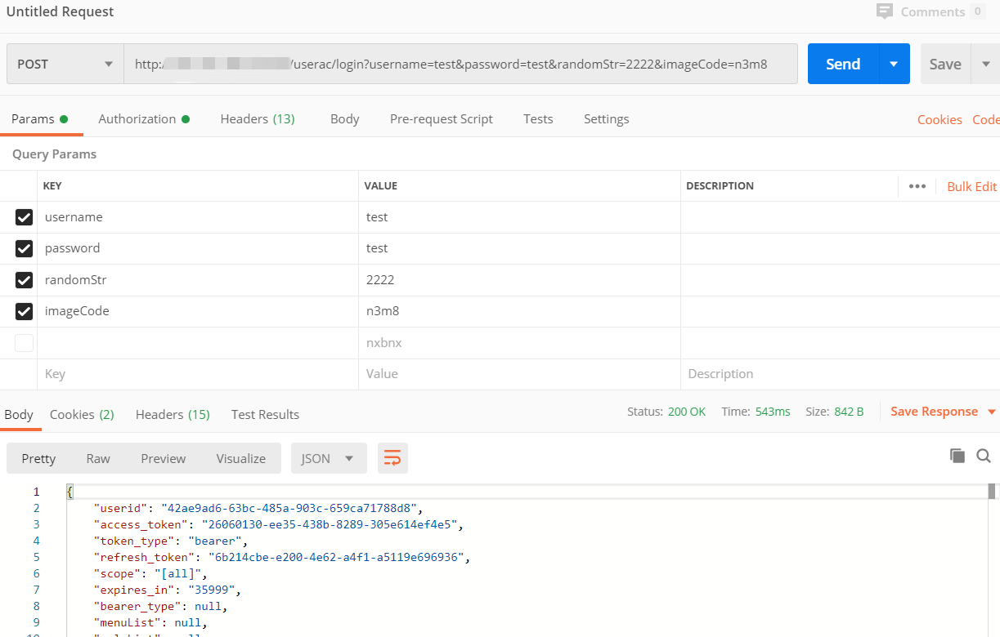 Untitled Request
Comments 0
POST http:/ /userac/login?username=test&password=test&randomStr=2222&imageCode=n3m8 Send Save
Params Authorization Headers (13) Body Pre-request Script Tests Settings Cookies Code
Query Params
KEY VALUE DESCRIPTION ••• Bulk Edit
username test
password test
randomStr 2222
imageCode n3m8
nxbnx
Key Value Description
Body Cookies (2) Headers (15) Test Results Status: 200 OK Time: 543ms Size: 842 B Save Response
Pretty Raw Preview Visualize JSON
1 {
2 "userid": "42ae9ad6-63bc-485a-903c-659ca71788d8",
3 "access_token": "26060130-ee35-438b-8289-305e614ef4e5",
4 "token_type": "bearer",
5 "refresh_token": "6b214cbe-e200-4e62-a4f1-a5119e696936",
6 "scope": "[all]",
7 "expires_in": "35999",
8 "bearer_type": null,
9 "menuList": null,